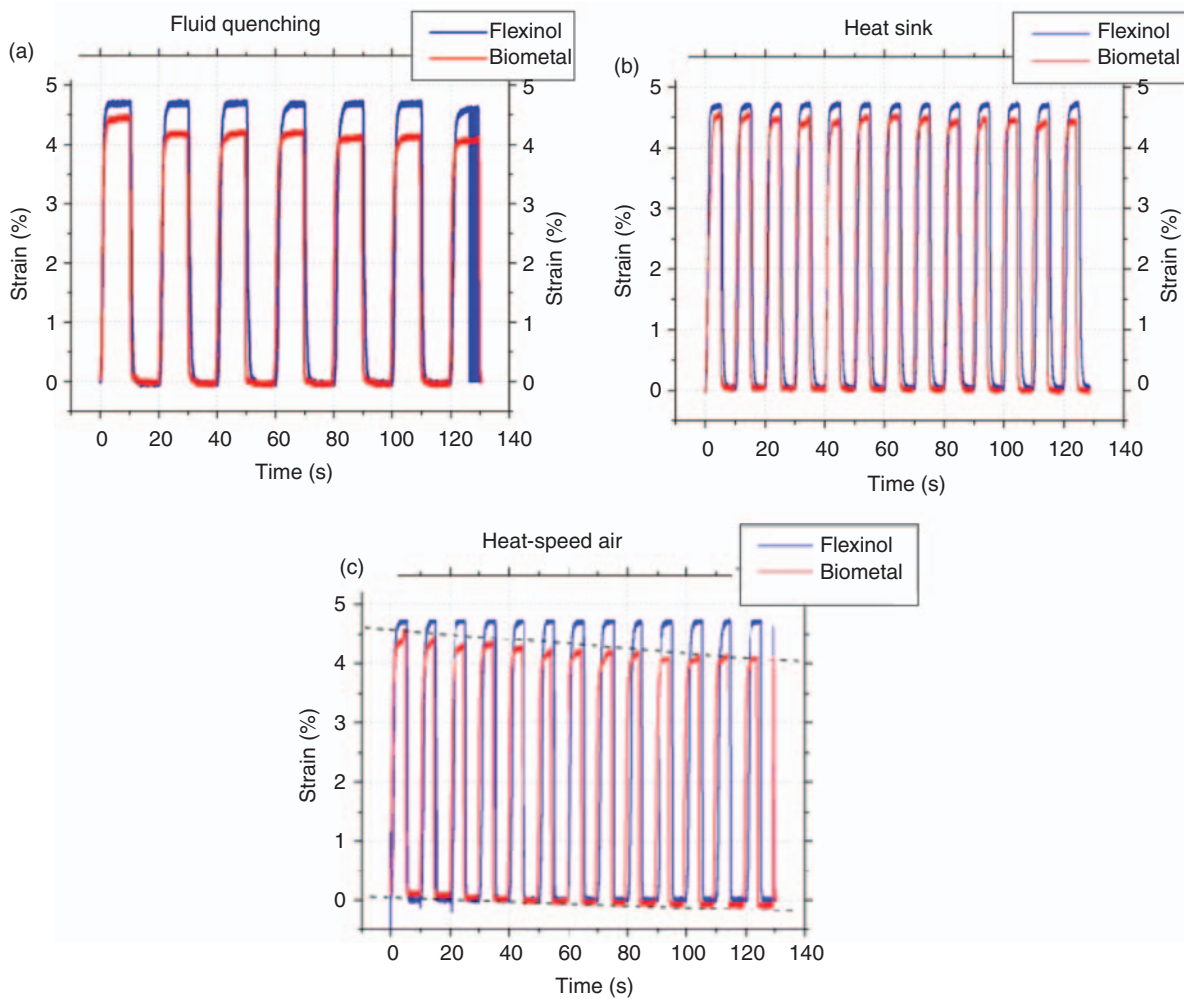 Fluid quenching
(a)
Flexinol
Biometal
5
4
3
2
1
0
Strain (%)
5
4
3
2
1
0
Strain (%)
0 20 40 60 80 100 120 140
Time (s)
Heat sink
(b)
Flexinol
Biometal
5
4
3
2
1
0
Strain (%)
5
4
3
2
1
0
Strain (%)
0 20 40 60 80 100 120 140
Time (s)
Heat-speed air
(c)
Flexinol
Biometal
5
4
3
2
1
0
Strain (%)
0 20 40 60 80 100 120 140
Time (s)